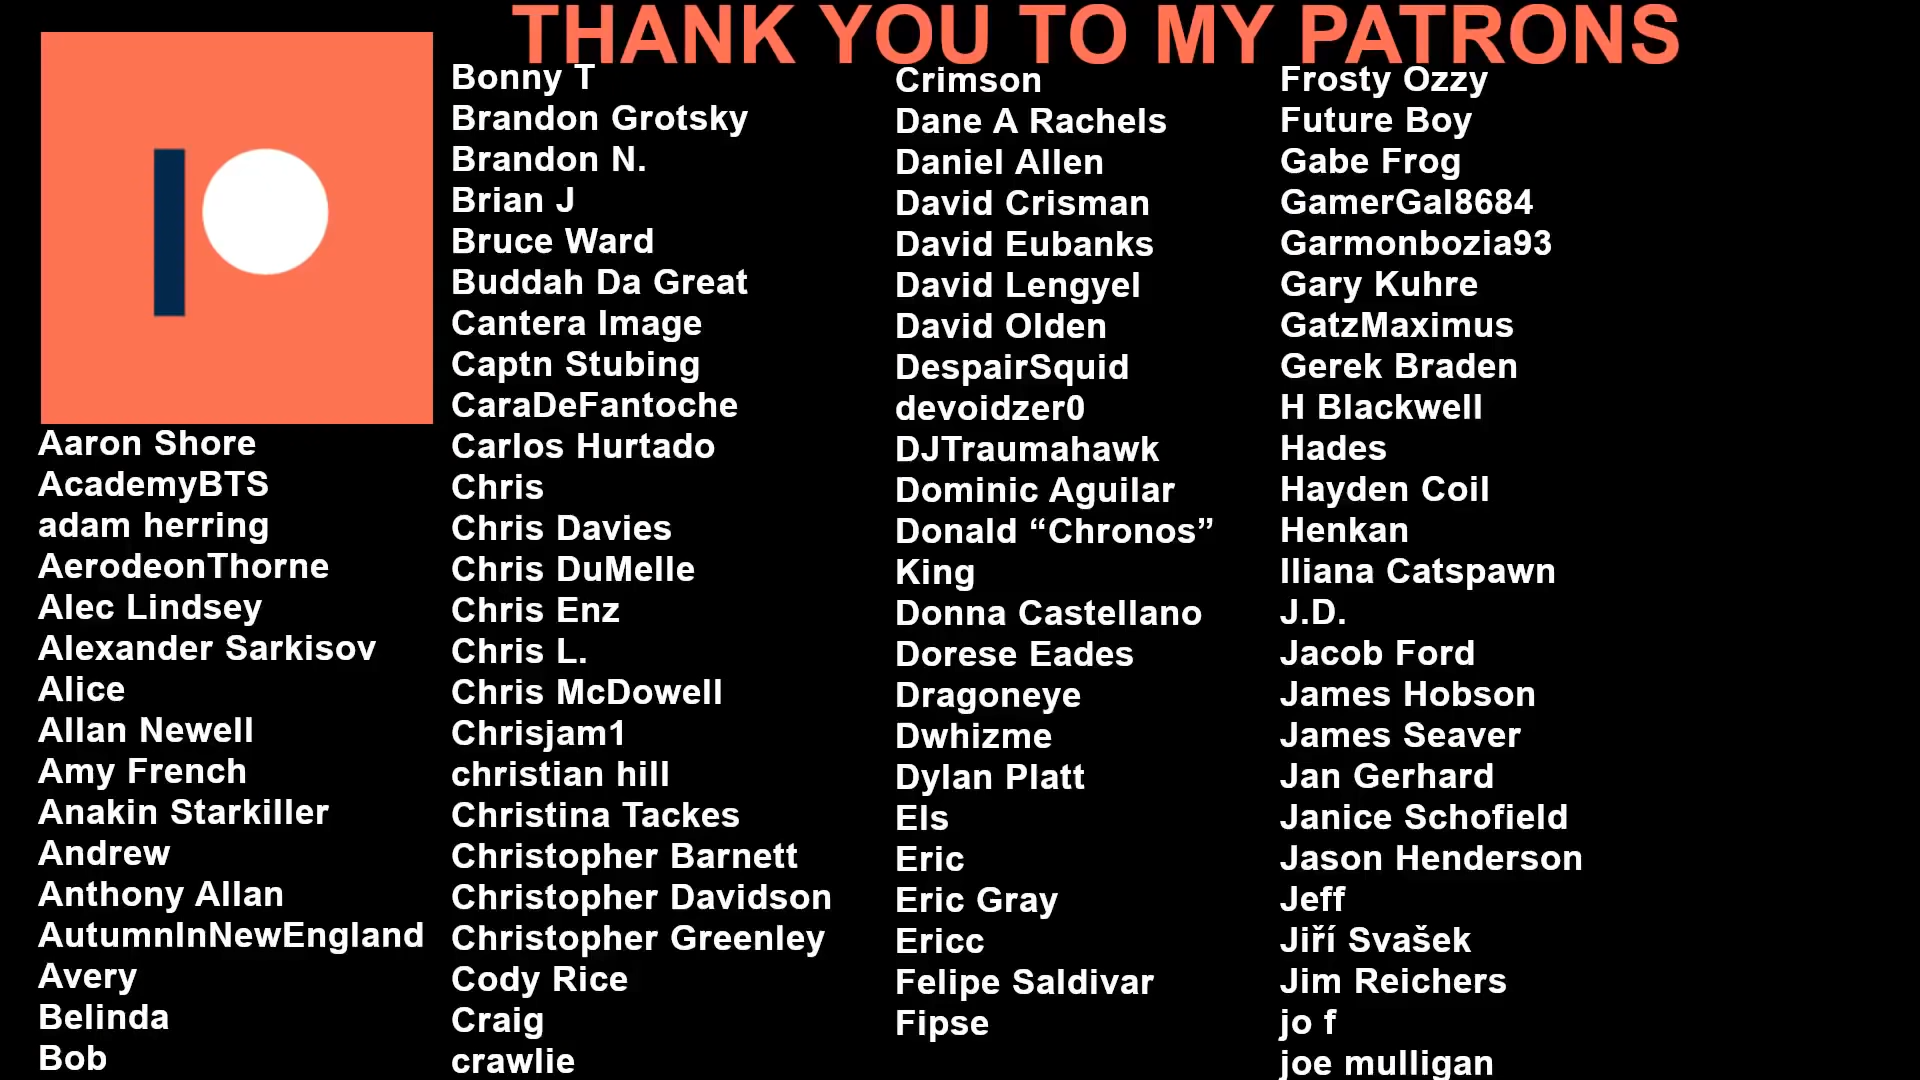 THANK YOU TO MY PATRONS
Aaron Shore
AcademyBTS
adam herring
AerodeonThorne
Alec Lindsey
Alexander Sarkisov
Alice
Allan Newell
Amy French
Anakin Starkiller
Andrew
Anthony Allan
AutumnInNewEngland
Avery
Belinda
Bob
Bonny T
Brandon Grotsky
Brandon N.
Brian J
Bruce Ward
Buddah Da Great
Cantera Image
Captn Stubing
CaraDeFantoche
Carlos Hurtado
Chris
Chris Davies
Chris DuMelle
Chris Enz
Chris L.
Chris McDowell
Chrisjam1
christian hill
Christina Tackes
Christopher Barnett
Christopher Davidson
Christopher Greenley
Cody Rice
Craig
crawlie
Crimson
Dane A Rachels
Daniel Allen
David Crisman
David Eubanks
David Lengyel
David Olden
DespairSquid
devoidzer0
DJTraumahawk
Dominic Aguilar
Donald “Chronos”
King
Donna Castellano
Dorese Eades
Dragoneye
Dwhizme
Dylan Platt
Els
Eric
Eric Gray
Ericc
Felipe Saldivar
Fipse
Frosty Ozzy
Future Boy
Gabe Frog
GamerGal8684
Garmonbozia93
Gary Kuhre
GatzMaximus
Gerek Braden
H Blackwell
Hades
Hayden Coil
Henkan
Iliana Catspawn
J.D.
Jacob Ford
James Hobson
James Seaver
Jan Gerhard
Janice Schofield
Jason Henderson
Jeff
Jiří Svašek
Jim Reichers
jo f
joe mulligan